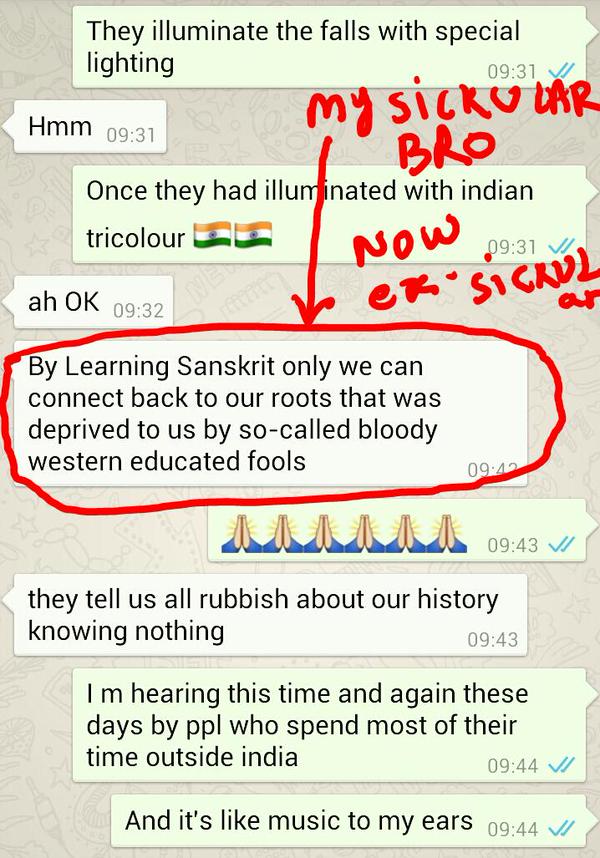 They illuminate the falls with special
lighting
09:31
MY SICKULAR
BRO
Hmm 09:31
Once they had illuminated with indian
tricolour 🇮🇳🇮🇳
09:31
NOW
ex-SICKUL
ar
ah OK 09:32
By Learning Sanskrit only we can
connect back to our roots that was
deprived to us by so-called bloody
western educated fools
09:42
🙏🙏🙏🙏🙏🙏 09:43
they tell us all rubbish about our history
knowing nothing
09:43
I m hearing this time and again these
days by ppl who spend most of their
time outside india
09:44
And it's like music to my ears 09:44